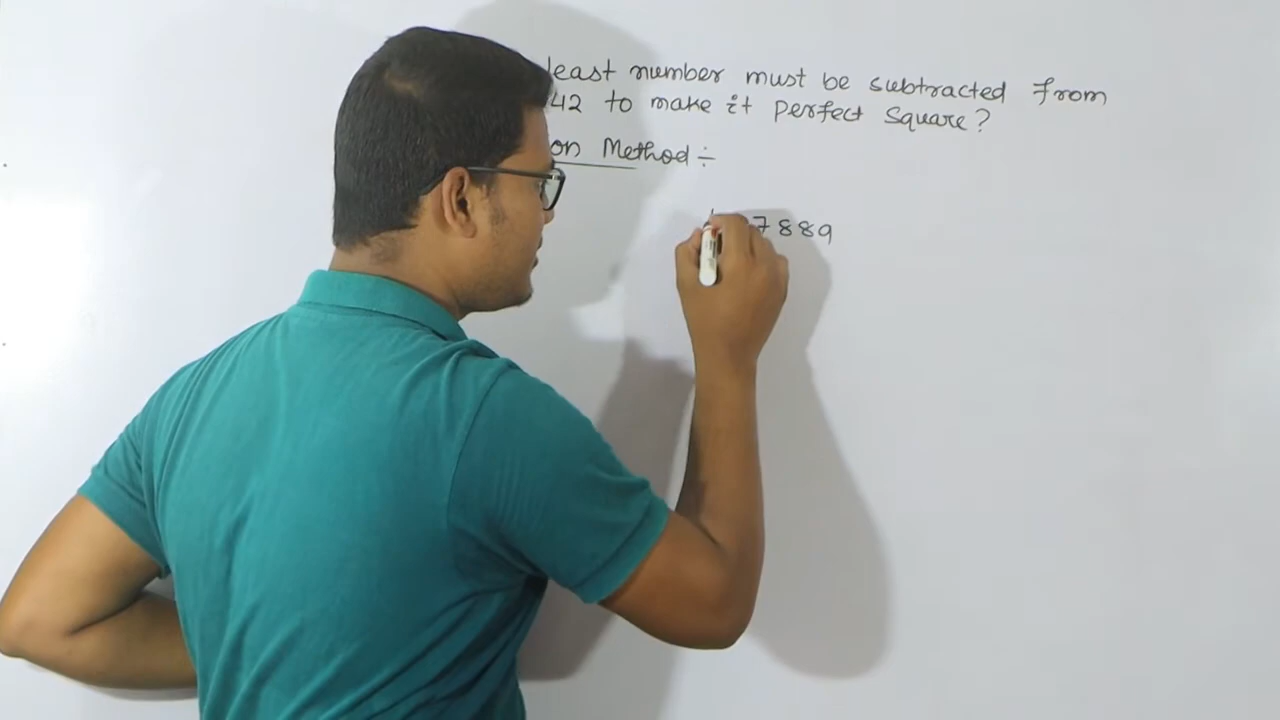 least number must be subtracted from
42 to make it perfect square?
on Method ÷
7889